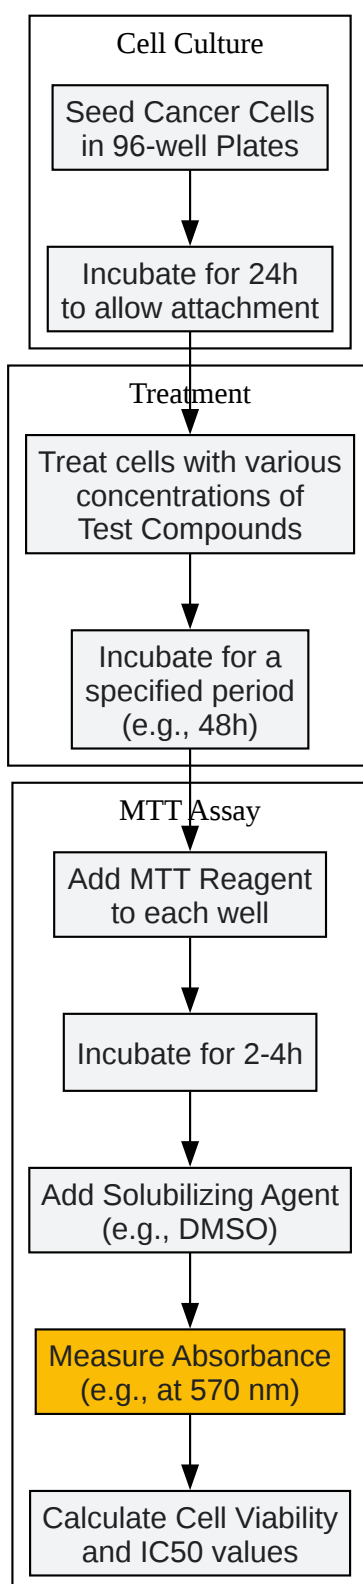 Cell Culture
Seed Cancer Cells
in 96-well Plates
Incubate for 24h
to allow attachment
Treatment
Treat cells with various
concentrations of
Test Compounds
Incubate for a
specified period
(e.g., 48h)
MTT Assay
Add MTT Reagent
to each well
Incubate for 2-4h
Add Solubilizing Agent
(e.g., DMSO)
Measure Absorbance
(e.g., at 570 nm)
Calculate Cell Viability
and IC50 values